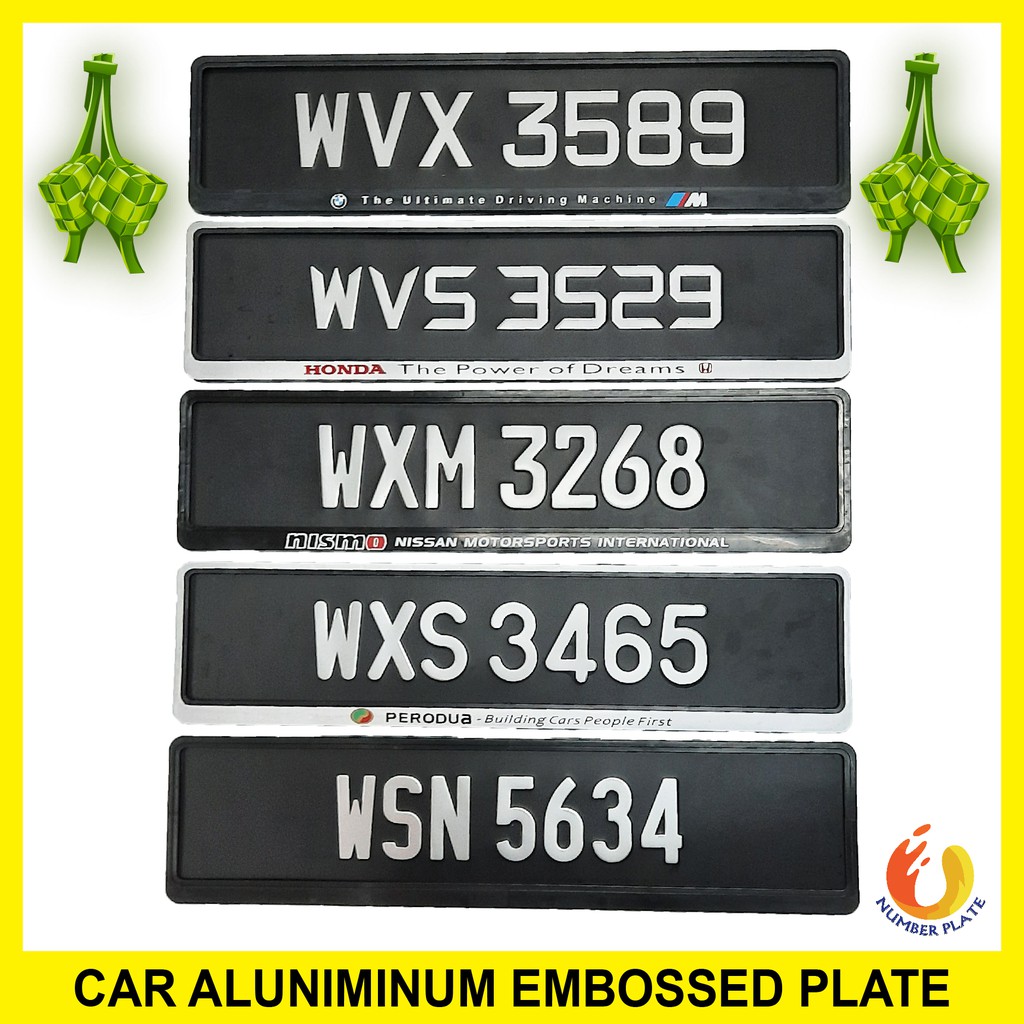 WVX 3589
The Ultimate Driving Machine M
WVS 3529
HONDA The Power of Dreams
WXM 3268
nismo NISSAN MOTORSPORTS INTERNATIONAL
WXS 3465
PERODUA - Building Cars People First
WSN 5634
NUMBER PLATE
CAR ALUNIMINUM EMBOSSED PLATE